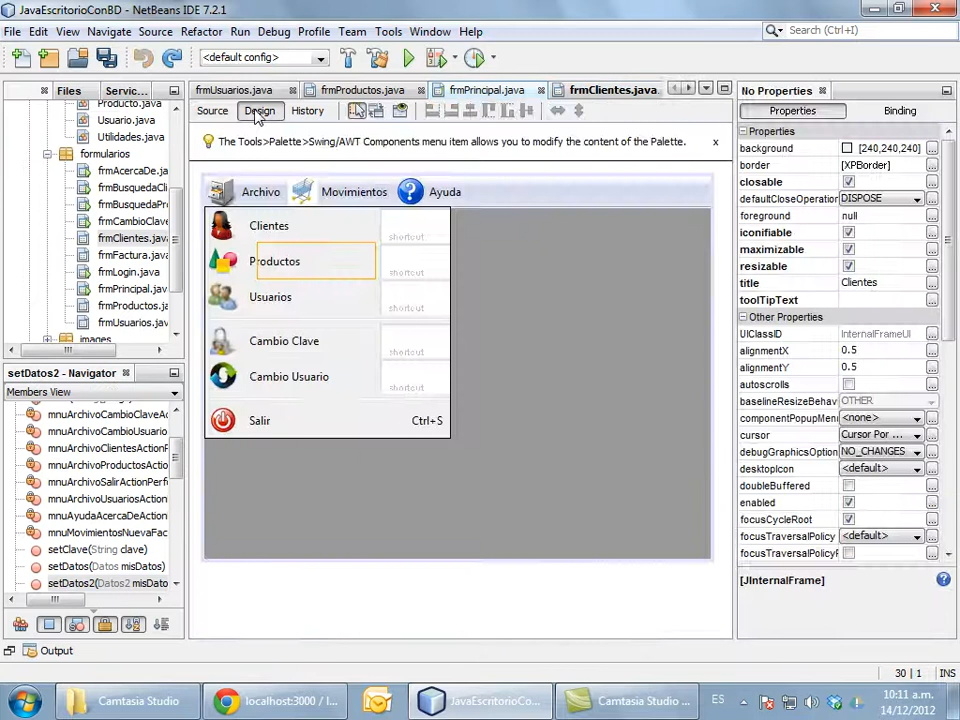 JavaEscritorioConBD - NetBeans IDE 7.2.1
File Edit View Navigate Source Refactor Run Debug Profile Team Tools Window Help
Search (Ctrl+I)
<default config>
Files Servic...
frmUsuarios.java frmProductos.java frmPrincipal.java frmClientes.java
No Properties
Source Design History
Properties Binding
Producto.java
Usuario.java
Utilidades.java
formularios
frmAcercaDe.java
frmBusquedaCli
frmBusquedaPro
frmCambioClave
frmClientes.java
frmFactura.java
frmLogin.java
frmPrincipal.java
frmProductos.java
frmUsuarios.java
images
The Tools>Palette>Swing/AWT Components menu item allows you to modify the content of the Palette. x
Archivo Movimientos Ayuda
Clientes shortcut
Productos shortcut
Usuarios shortcut
Cambio Clave shortcut
Cambio Usuario shortcut
Salir Ctrl+S
setDatos2 - Navigator
Members View
mnuArchivoCambioClaveAc
mnuArchivoCambioUsuario
mnuArchivoClientesAction
mnuArchivoProductosActio
mnuArchivoSalirActionPerf
mnuArchivoUsuariosAction
mnuAyudaAcercaDeAction
mnuMovimientosNuevaFac
setClave(String clave)
setDatos(Datos misDatos)
setDatos2(Datos2 misDato
Properties
background [240,240,240] ...
border [XPBorder] ...
closable ...
defaultCloseOperation DISPOSE ...
foreground null ...
iconifiable ...
maximizable ...
resizable ...
title Clientes ...
toolTipText ...
Other Properties
UIClassID InternalFrameUI ...
alignmentX 0.5 ...
alignmentY 0.5 ...
autoscrolls ...
baselineResizeBehav OTHER ...
componentPopupMenu <none> ...
cursor Cursor Por ... ...
debugGraphicsOption NO_CHANGES ...
desktopIcon <default> ...
doubleBuffered ...
enabled ...
focusCycleRoot ...
focusTraversalPolicy <default> ...
focusTraversalPolicyP ...
[JInternalFrame]
Output
30 | 1 INS
Camtasia Studio localhost:3000 / l... JavaEscritorioCo... Camtasia Studio ... ES
10:11 a.m.
14/12/2012